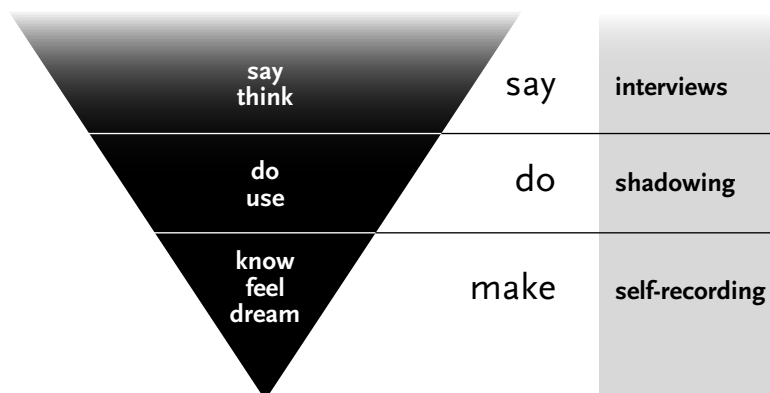 say
think
say
interviews
do
use
do
shadowing
know
feel
dream
make
self-recording